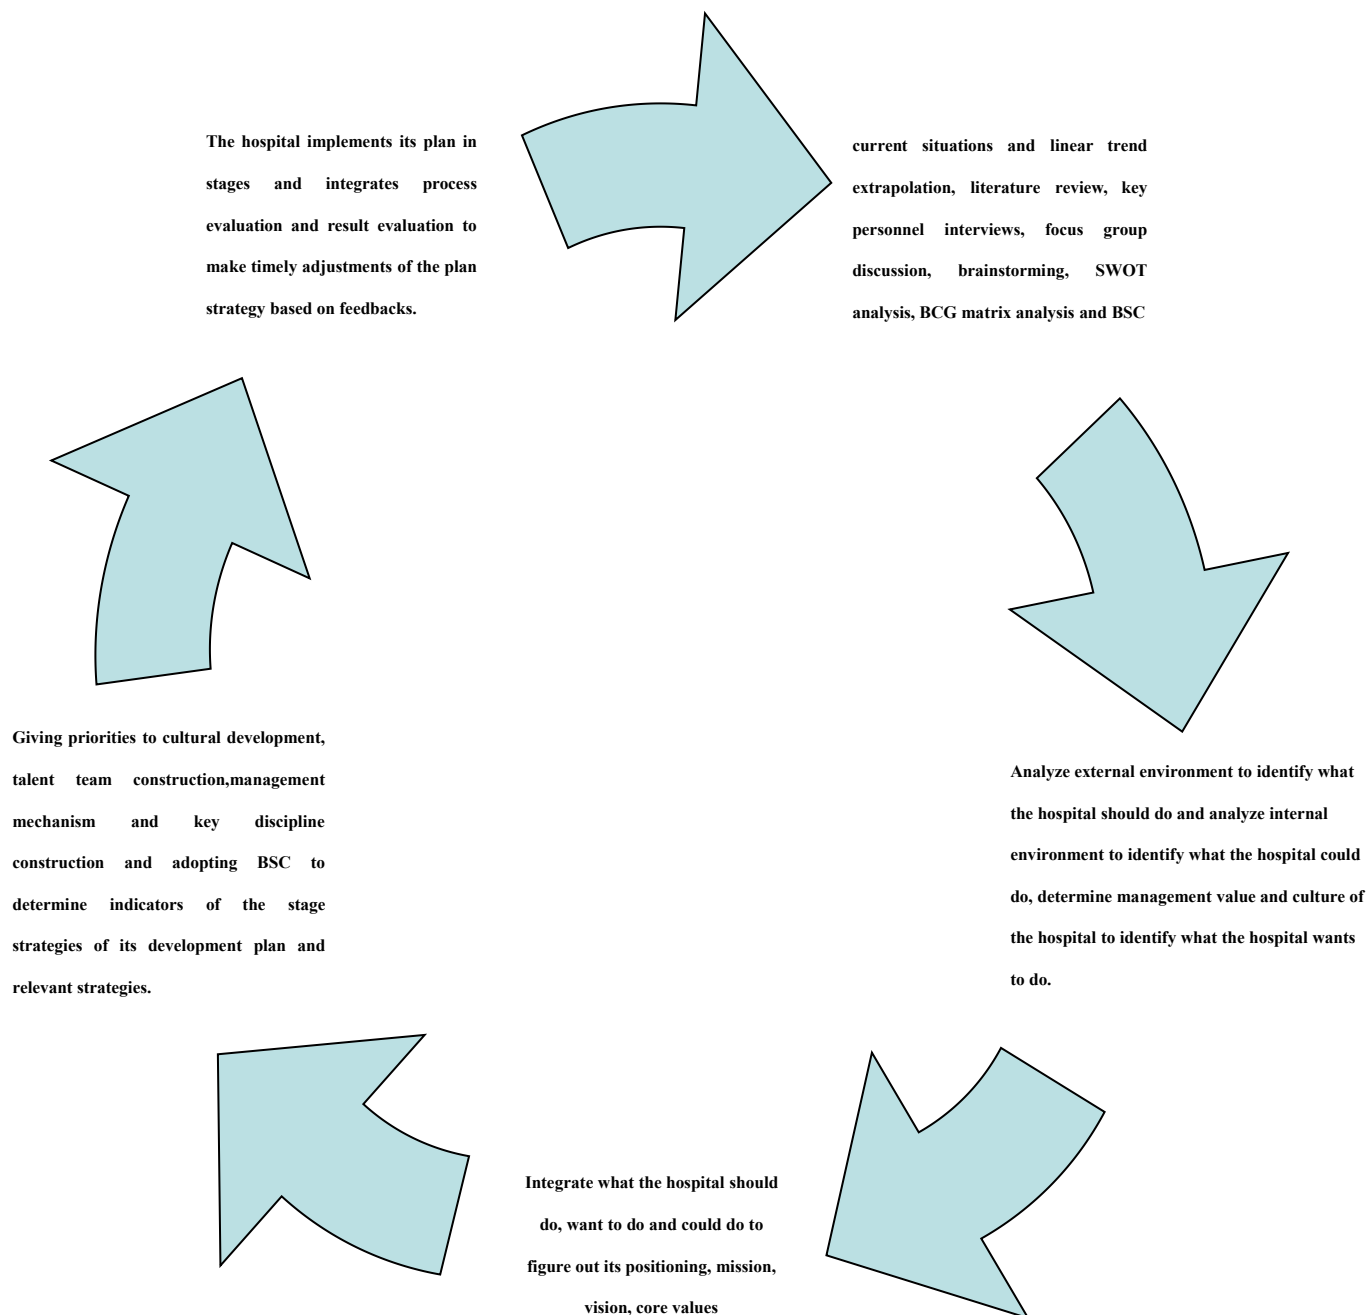 The hospital implements its plan in
stages and integrates process
evaluation and result evaluation to
make timely adjustments of the plan
strategy based on feedbacks.
current situations and linear trend
extrapolation, literature review, key
personnel interviews, focus group
discussion, brainstorming, SWOT
analysis, BCG matrix analysis and BSC
Analyze external environment to identify what
the hospital should do and analyze internal
environment to identify what the hospital could
do, determine management value and culture of
the hospital to identify what the hospital wants
to do.
Integrate what the hospital should
do, want to do and could do to
figure out its positioning, mission,
vision, core values
Giving priorities to cultural development,
talent team construction,management
mechanism and key discipline
construction and adopting BSC to
determine indicators of the stage
strategies of its development plan and
relevant strategies.